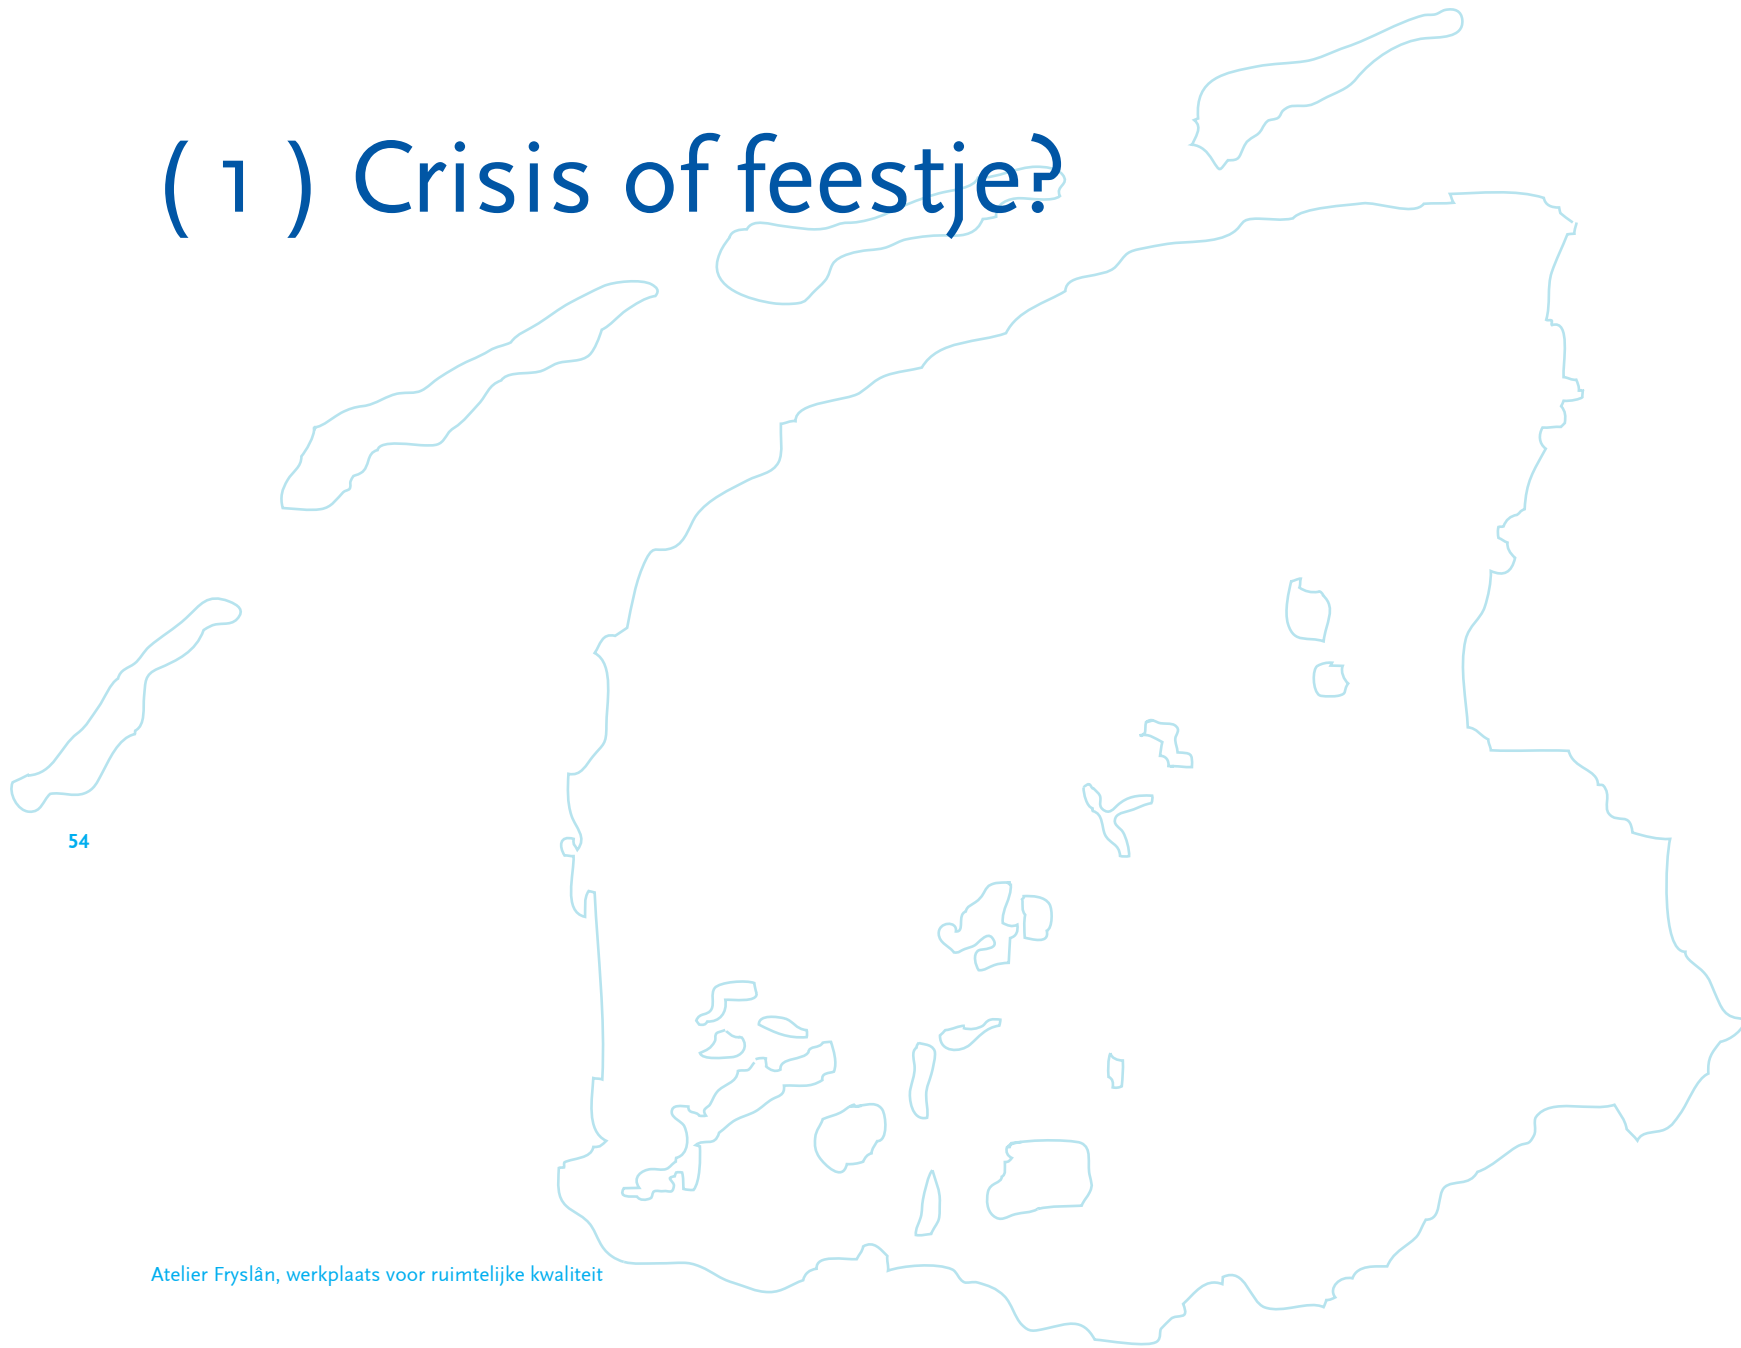 ( 1 ) Crisis of feestje?
54
Atelier Fryslân, werkplaats voor ruimtelijke kwaliteit